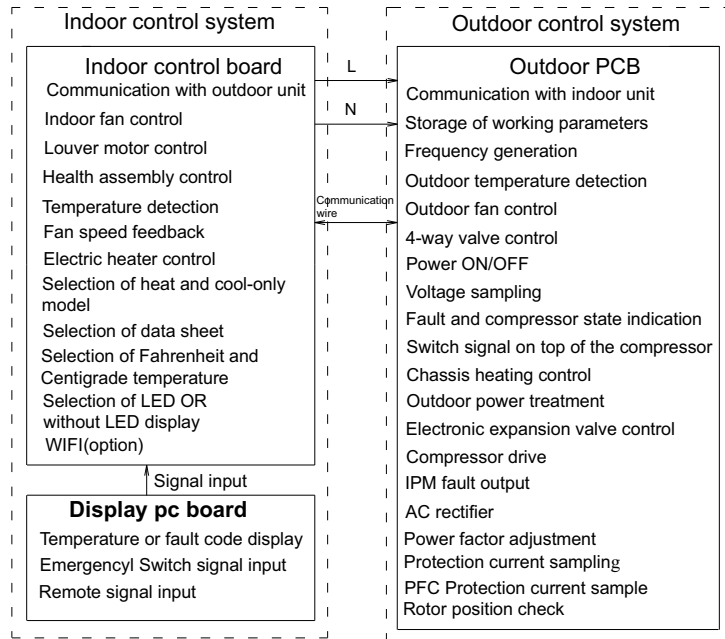 Indoor control system
Indoor control board
Communication with outdoor unit
Indoor fan control
Louver motor control
Health assembly control
Temperature detection
Fan speed feedback
Electric heater control
Selection of heat and cool-only
model
Selection of data sheet
Selection of Fahrenheit and
Centigrade temperature
Selection of LED OR
without LED display
WIFI(option)
Signal input
Display pc board
Temperature or fault code display
Emergencyl Switch signal input
Remote signal input
L
N
Communication
wire
Outdoor control system
Outdoor PCB
Communication with indoor unit
Storage of working parameters
Frequency generation
Outdoor temperature detection
Outdoor fan control
4-way valve control
Power ON/OFF
Voltage sampling
Fault and compressor state indication
Switch signal on top of the compressor
Chassis heating control
Outdoor power treatment
Electronic expansion valve control
Compressor drive
IPM fault output
AC rectifier
Power factor adjustment
Protection current sampling
PFC Protection current sample
Rotor position check